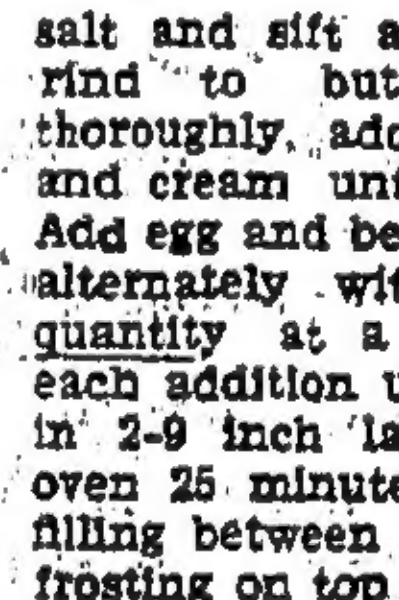 salt and sift a
rind to but
thoroughly, add
and cream unt
Add egg and be
alternately wit
quantity at a
each addition u
in 2-9 inch la
oven 25 minute
filling between
frosting on top